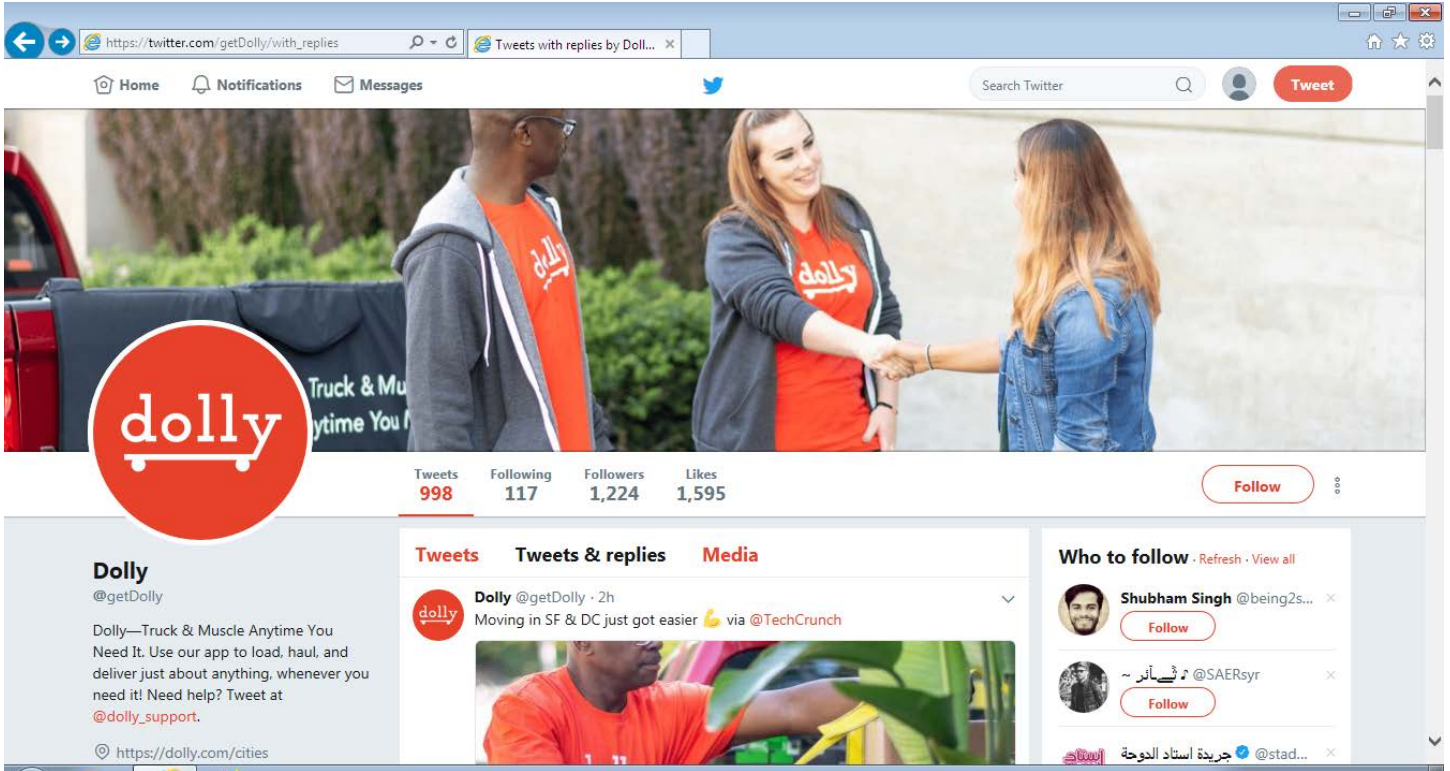 https://twitter.com/getDolly/with_replies
Tweets with replies by Doll...
Home
Notifications
Messages
Search Twitter
Tweet
dolly
dolly
Truck & Mu
ytime You
dolly
Tweets
998
Following
117
Followers
1,224
Likes
1,595
Follow
Dolly
@getDolly
Dolly—Truck & Muscle Anytime You
Need It. Use our app to load, haul, and
deliver just about anything, whenever you
need it! Need help? Tweet at
@dolly_support.
https://dolly.com/cities
Tweets Tweets & replies Media
dolly
Dolly @getDolly · 2h
Moving in SF & DC just got easier 💪 via @TechCrunch
Who to follow · Refresh · View all
Shubham Singh @being2s...
Follow
@SAERsyr
Follow
جريدة استاد الدوحة @stad...
استاد